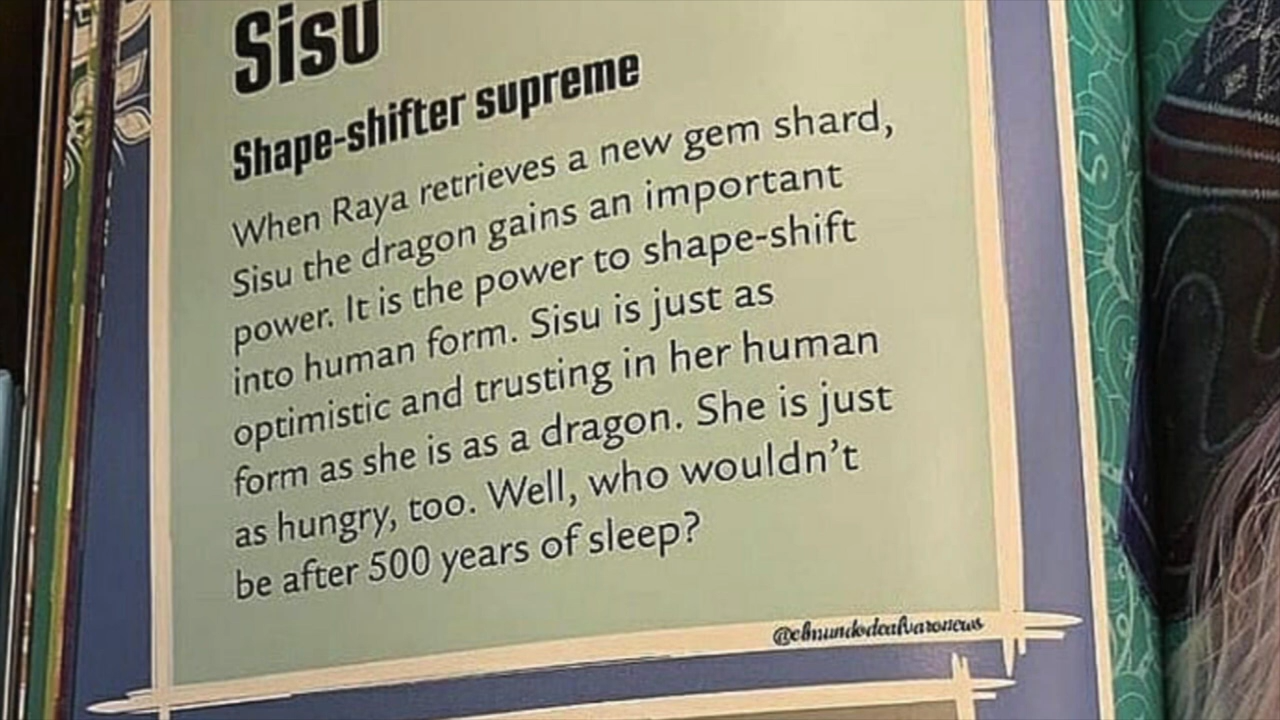 Sisu
Shape-shifter supreme
When Raya retrieves a new gem shard,
Sisu the dragon gains an important
power. It is the power to shape-shift
into human form. Sisu is just as
optimistic and trusting in her human
form as she is as a dragon. She is just
as hungry, too. Well, who wouldn’t
be after 500 years of sleep?
@elmundodealvaronews